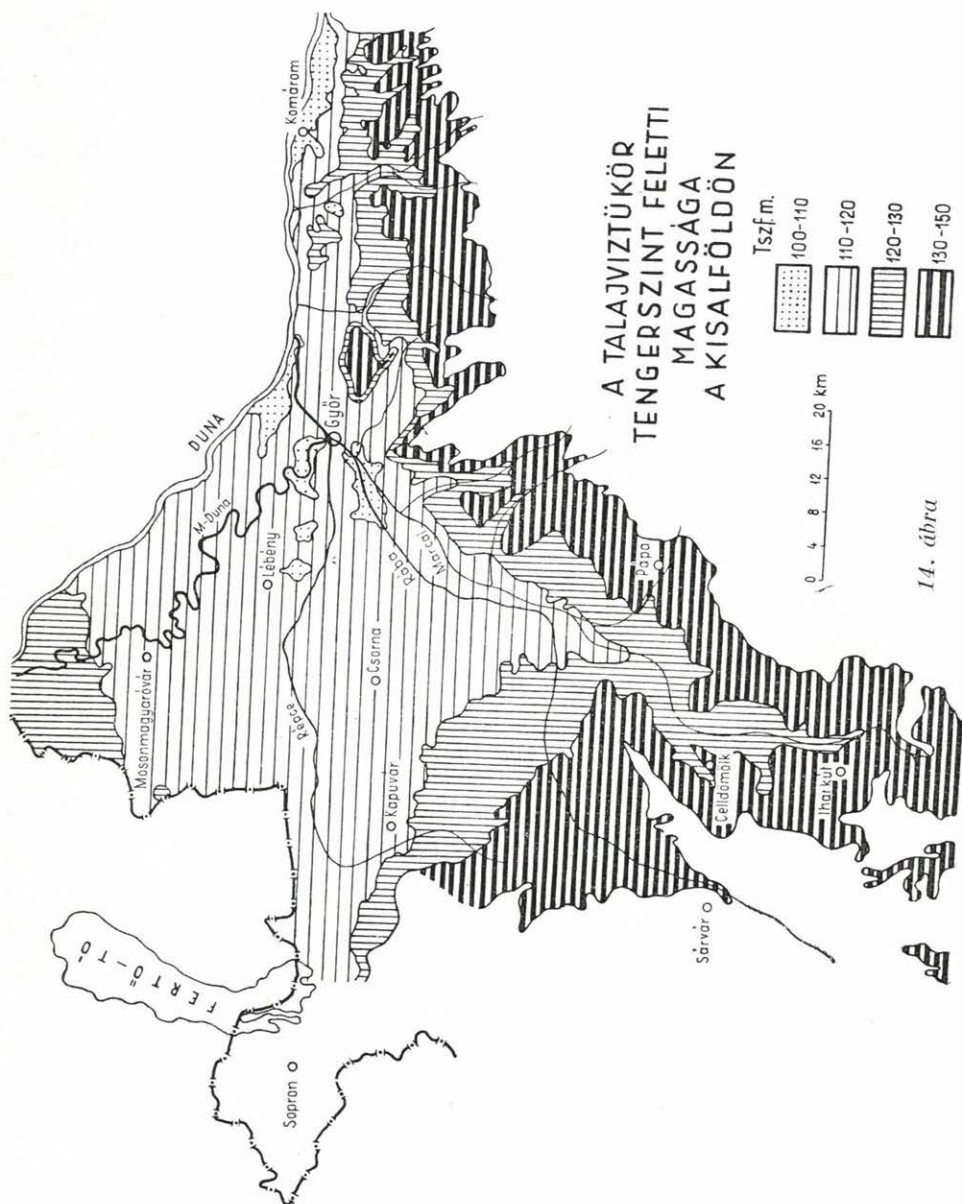 A TALAJVIZTÜKÖR
TENGERSZINT FELETTI
MAGASSÁGA
A KISALFÖLDÖN
Tszf. m.
100-110
110-120
120-130
130-150
0 4 8 12 16 20 km
14. ábra
FERTŐ-TÓ
Sopron
Mosonmagyaróvár
M-Duna
DUNA
Lébény
Győr
Komárom
Répce
Kapuvár
Csorna
Rába
Marcal
Pápa
Celldömölk
Iharkút
Sárvár